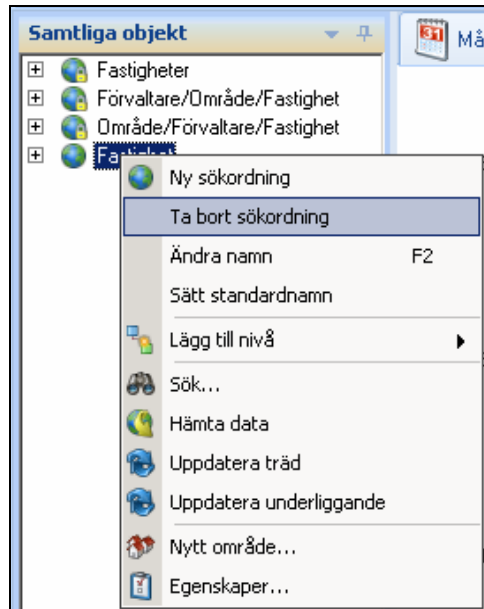 Samtliga objekt
31
Må
Fastigheter
Förvaltare/Område/Fastighet
Område/Förvaltare/Fastighet
Fastighet
Ny sökordning
Ta bort sökordning
Ändra namn F2
Sätt standardnamn
Lägg till nivå
Sök...
Hämta data
Uppdatera träd
Uppdatera underliggande
Nytt område...
Egenskaper...